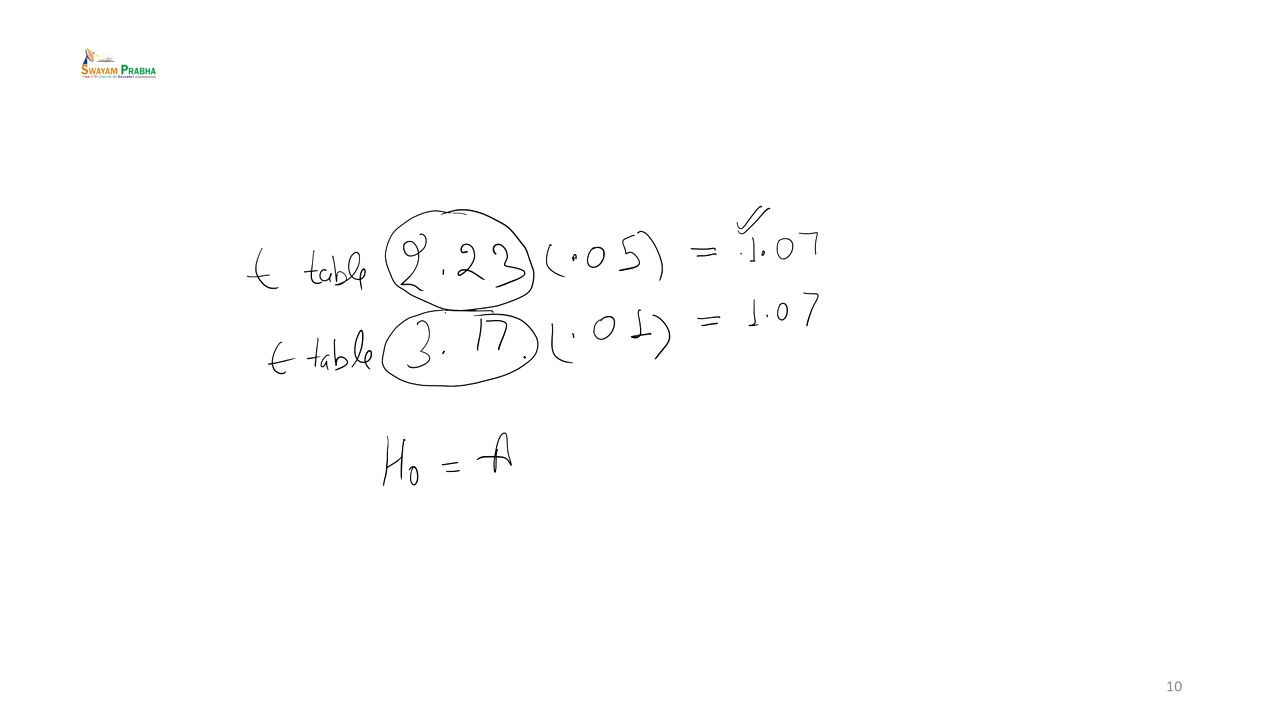 SWAYAM PRABHA
t table 2.23 (.05) = 1.07
t table 3.17 (.01) = 1.07
H0 = A
10